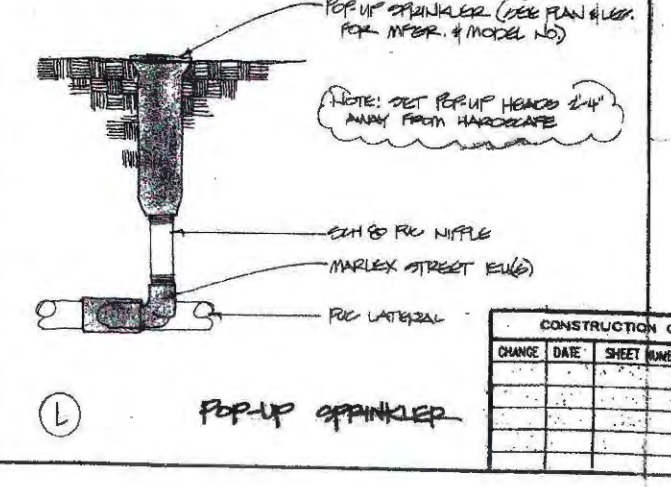 POP-UP SPRINKLER (SEE PLAN & LEG.
FOR MFGR. & MODEL NO.)
NOTE: SET POP-UP HEADS 2"-4"
AWAY FROM HARDSCAPE
SCH 80 PVC NIPPLE
MARLEX STREET ELL(S)
PVC LATERAL
CONSTRUCTION C
CHANGE DATE SHEET NUME
L POP-UP SPRINKLER